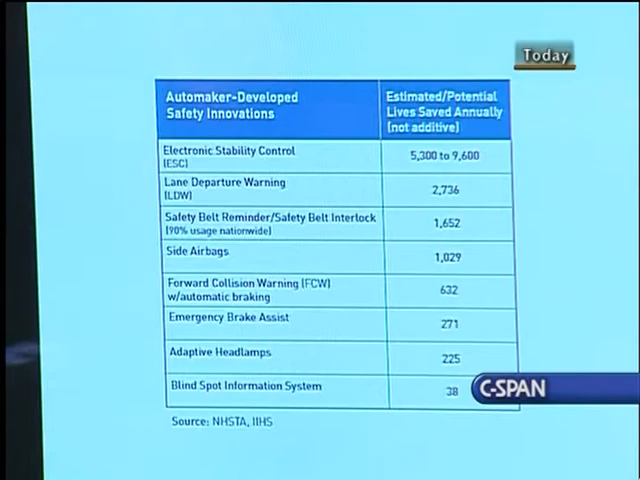 Today
Automaker-Developed
Safety Innovations
Estimated/Potential
Lives Saved Annually
(not additive)
Electronic Stability Control
(ESC)
5,300 to 9,600
Lane Departure Warning
(LDW)
2,736
Safety Belt Reminder/Safety Belt Interlock
(90% usage nationwide)
1,652
Side Airbags
1,029
Forward Collision Warning (FCW)
w/automatic braking
632
Emergency Brake Assist
271
Adaptive Headlamps
225
Blind Spot Information System
38
C-SPAN
Source: NHSTA, IIHS